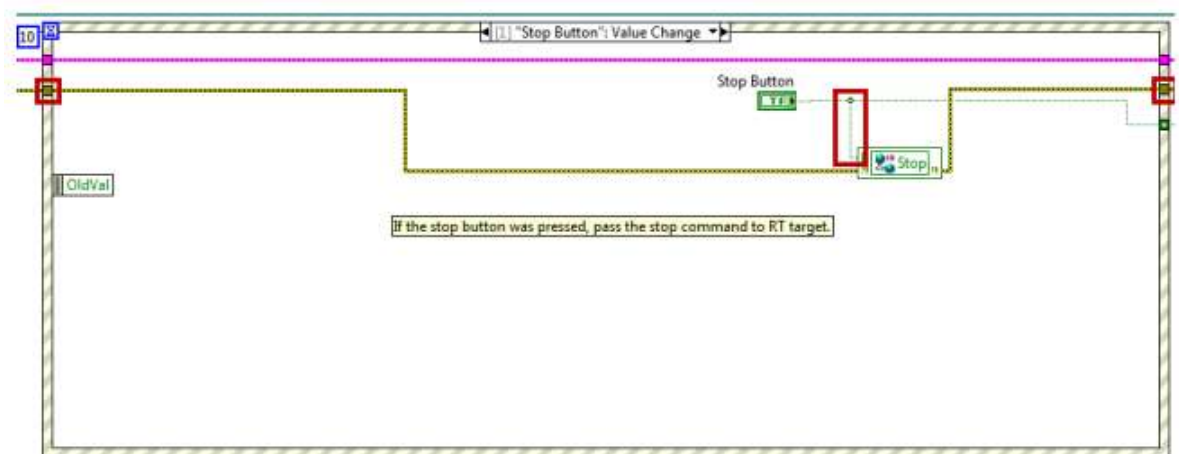 10
[1] "Stop Button": Value Change
Stop Button
TF
Stop
OldVal
If the stop button was pressed, pass the stop command to RT target.